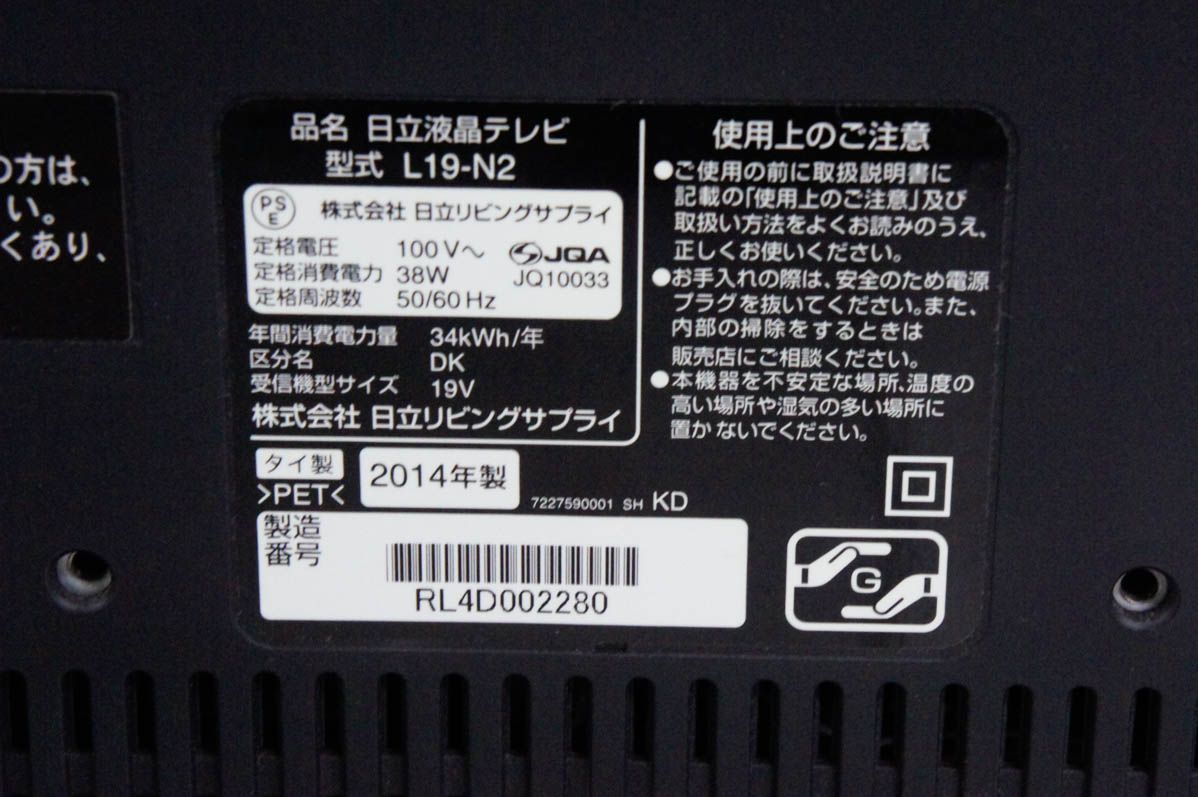 の方は、
い。
くあり、
品名 日立液晶テレビ
型式 L19-N2
PS
E
株式会社 日立リビングサプライ
定格電圧 100V～
定格消費電力 38W
定格周波数 50/60Hz
JQA
JQ10033
年間消費電力量 34kWh/年
区分名 DK
受信機型サイズ 19V
株式会社 日立リビングサプライ
使用上のご注意
●ご使用の前に取扱説明書に
記載の｢使用上のご注意｣及び
取扱い方法をよくお読みのうえ、
正しくお使いください。
●お手入れの際は、安全のため電源
プラグを抜いてください。また、
内部の掃除をするときは
販売店にご相談ください。
●本機器を不安定な場所、温度の
高い場所や湿気の多い場所に
置かないでください。
タイ製
>PET<
2014年製
7227590001 SH KD
製造
番号
RL4D002280
G